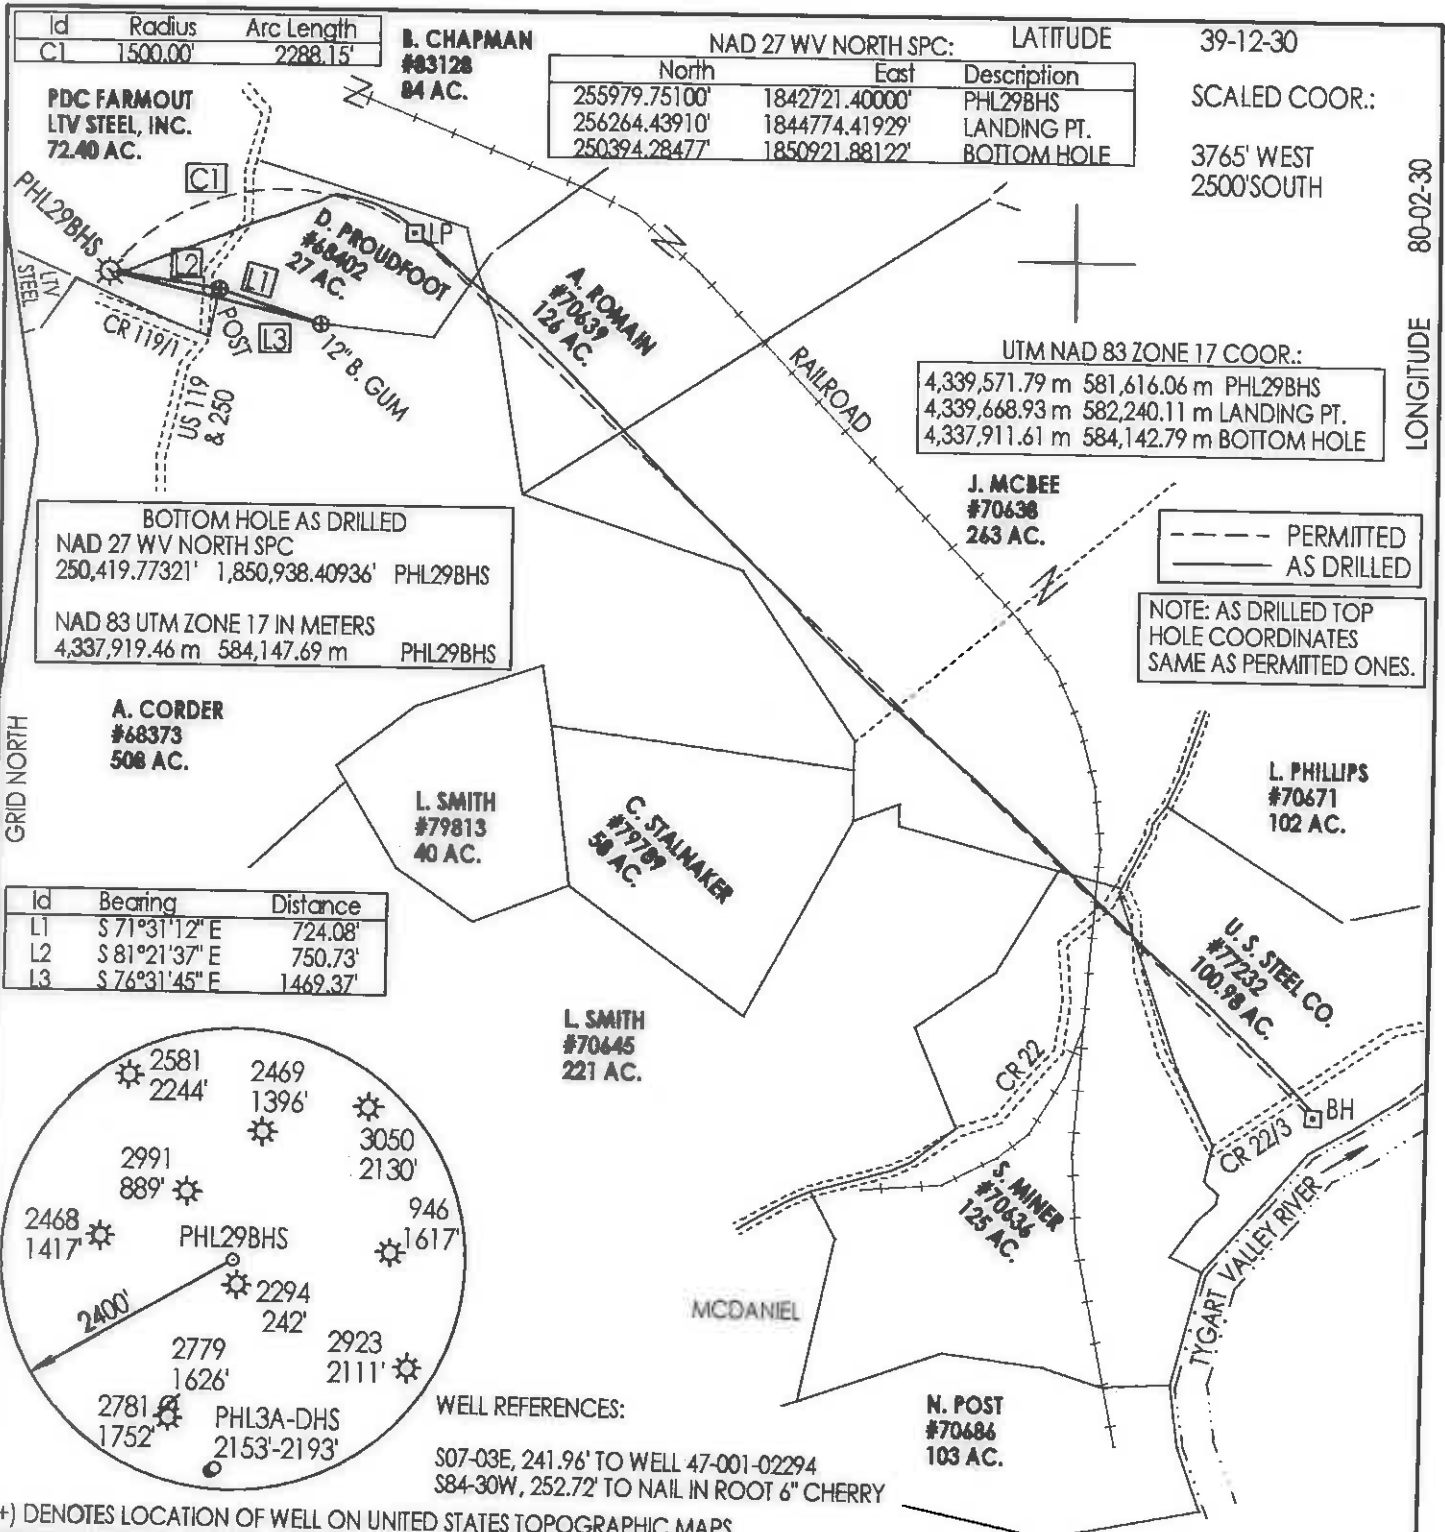 Id Radius Arc Length
C1 1500.00' 2288.15'
B. CHAPMAN
#83128
84 AC.
NAD 27 WV NORTH SPC:
North East Description
255979.75100' 1842721.40000' PHL29BHS
256264.43910' 1844774.41929' LANDING PT.
250394.28477' 1850921.88122' BOTTOM HOLE
LATITUDE 39-12-30
SCALED COOR.:
3765' WEST
2500'SOUTH
LONGITUDE 80-02-30
PDC FARMOUT
LTV STEEL, INC.
72.40 AC.
C1
PHL29BHS
LTV
STEEL
L2
L1
L3
LP
D. PROUDFOOT
#68402
27 AC.
CR 119/1
POST
12" B. GUM
US 119
& 250
A. ROMAIN
#70639
126 AC.
RAILROAD
UTM NAD 83 ZONE 17 COOR.:
4,339,571.79 m 581,616.06 m PHL29BHS
4,339,668.93 m 582,240.11 m LANDING PT.
4,337,911.61 m 584,142.79 m BOTTOM HOLE
J. MCBEE
#70638
263 AC.
PERMITTED
AS DRILLED
NOTE: AS DRILLED TOP
HOLE COORDINATES
SAME AS PERMITTED ONES.
BOTTOM HOLE AS DRILLED
NAD 27 WV NORTH SPC
250,419.77321' 1,850,938.40936' PHL29BHS
NAD 83 UTM ZONE 17 IN METERS
4,337,919.46 m 584,147.69 m PHL29BHS
GRID NORTH
A. CORDER
#68373
508 AC.
L. SMITH
#79813
40 AC.
C. STALNAKER
#79789
58 AC.
L. PHILLIPS
#70671
102 AC.
Id Bearing Distance
L1 S 71°31'12" E 724.08'
L2 S 81°21'37" E 750.73'
L3 S 76°31'45" E 1469.37'
U. S. STEEL CO.
#77232
100.98 AC.
L. SMITH
#70645
221 AC.
CR 22
BH
CR 22/3
S. MINER
#70636
125 AC.
TYGART VALLEY RIVER
MCDANIEL
N. POST
#70686
103 AC.
2581
2244'
2469
1396'
3050
2130'
2991
889'
2468
1417'
946
1617'
PHL29BHS
2294
242'
2400'
2779
1626'
2923
2111'
2781
1752'
PHL3A-DHS
2153'-2193'
WELL REFERENCES:
S07-03E, 241.96' TO WELL 47-001-02294
S84-30W, 252.72' TO NAIL IN ROOT 6" CHERRY
+) DENOTES LOCATION OF WELL ON UNITED STATES TOPOGRAPHIC MAPS